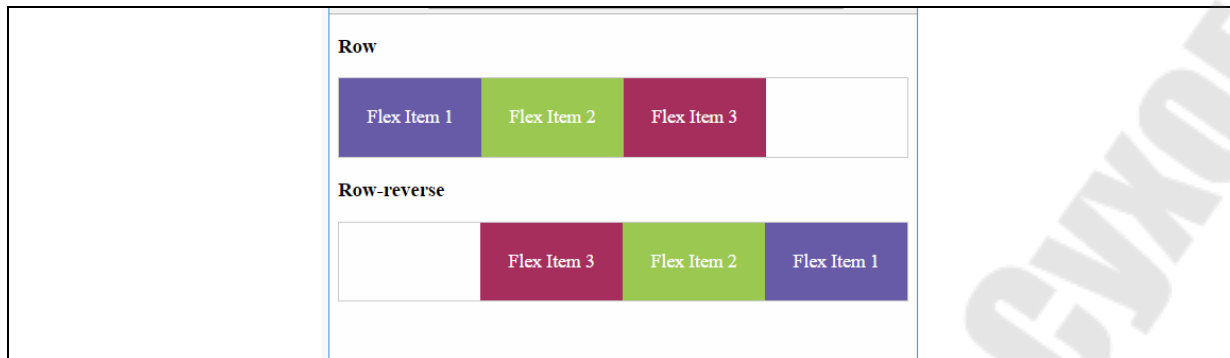 Row
Flex Item 1 Flex Item 2 Flex Item 3
Row-reverse
Flex Item 3 Flex Item 2 Flex Item 1